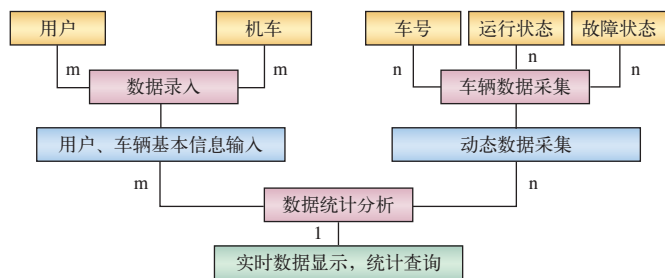 用户
机车
车号
运行状态
故障状态
m
m
n
n
n
数据录入
车辆数据采集
用户、车辆基本信息输入
动态数据采集
m
n
数据统计分析
1
实时数据显示，统计查询